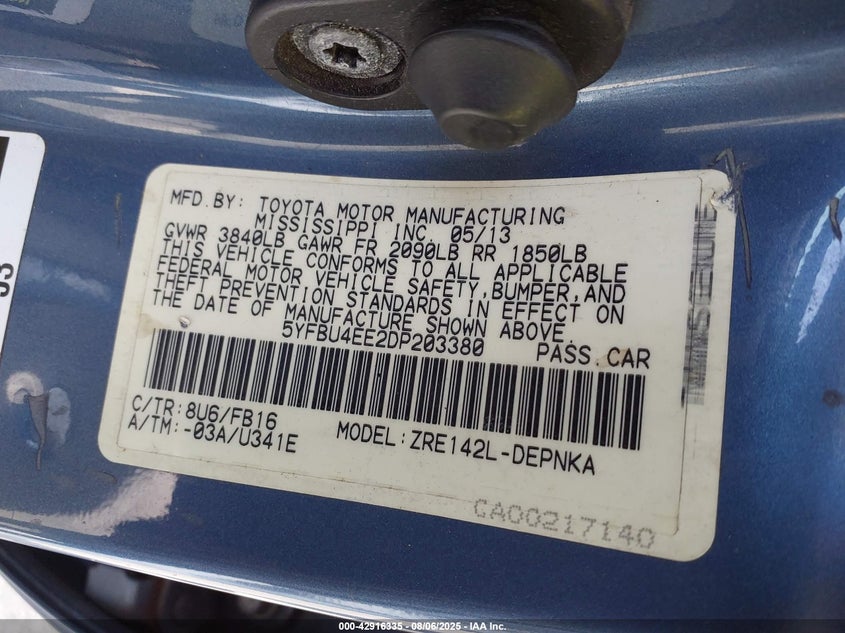 MFD.BY: TOYOTA MOTOR MANUFACTURING
MISSISSIPPI INC. 05/13
GVWR 3840LB GAWR FR 2090LB RR 1850LB
THIS VEHICLE CONFORMS TO ALL APPLICABLE
FEDERAL MOTOR VEHICLE SAFETY,BUMPER,AND
THEFT PREVENTION STANDARDS IN EFFECT ON
THE DATE OF MANUFACTURE SHOWN ABOVE.
5YFBU4EE2DP203380 PASS.CAR
C/TR:8U6/FB16
A/TM:-03A/U341E MODEL:ZRE142L-DEPNKA
CA00217140
000-42916335 - 08/06/2025 - IAA Inc.